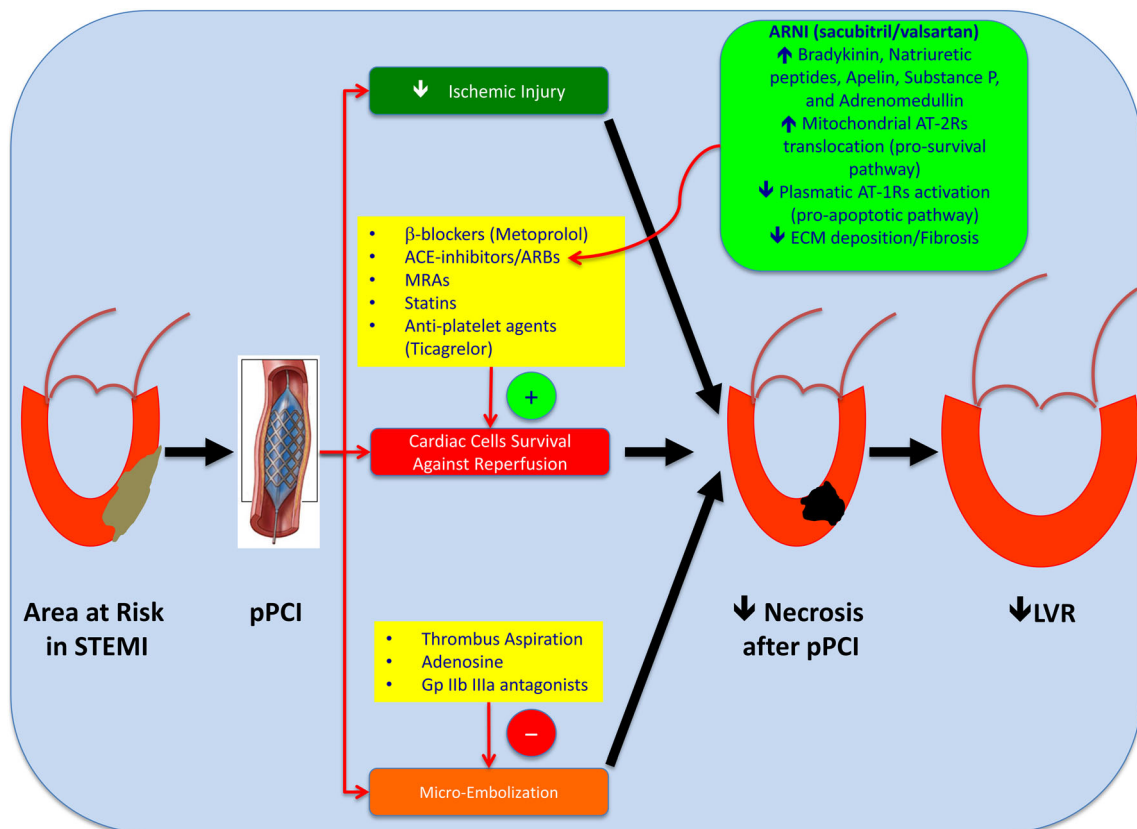 ARNI (sacubitril/valsartan)
🡹 Bradykinin, Natriuretic
peptides, Apelin, Substance P,
and Adrenomedullin
🡹 Mitochondrial AT-2Rs
translocation (pro-survival
pathway)
🡻 Plasmatic AT-1Rs activation
(pro-apoptotic pathway)
🡻 ECM deposition/Fibrosis
🡻 Ischemic Injury
• β-blockers (Metoprolol)
• ACE-inhibitors/ARBs
• MRAs
• Statins
• Anti-platelet agents
(Ticagrelor)
+
Cardiac Cells Survival
Against Reperfusion
Area at Risk
in STEMI
pPCI
🡻 Necrosis
after pPCI
🡻LVR
• Thrombus Aspiration
• Adenosine
• Gp IIb IIIa antagonists
−
Micro-Embolization